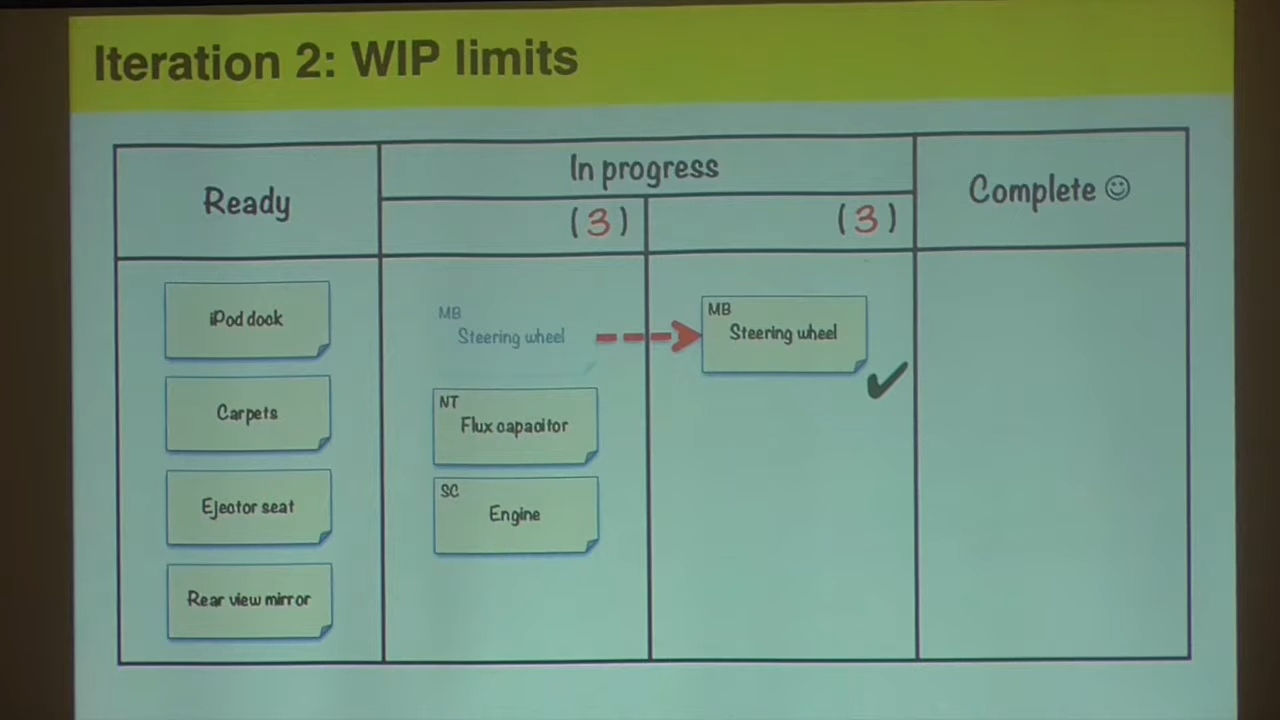 Iteration 2: WIP limits
Ready
In progress
(3)
(3)
Complete ☺
iPod dock
Carpets
Ejector seat
Rear view mirror
MB
Steering wheel
NT
Flux capacitor
SC
Engine
MB
Steering wheel